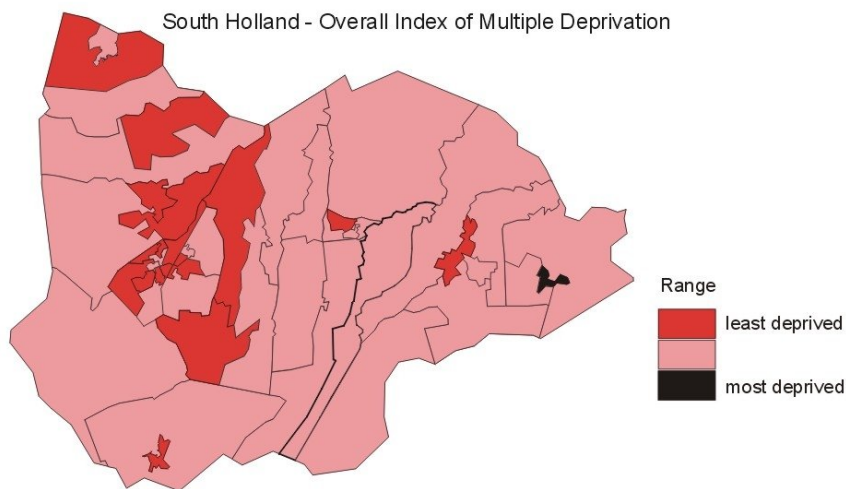 South Holland - Overall Index of Multiple Deprivation
Range
least deprived
most deprived